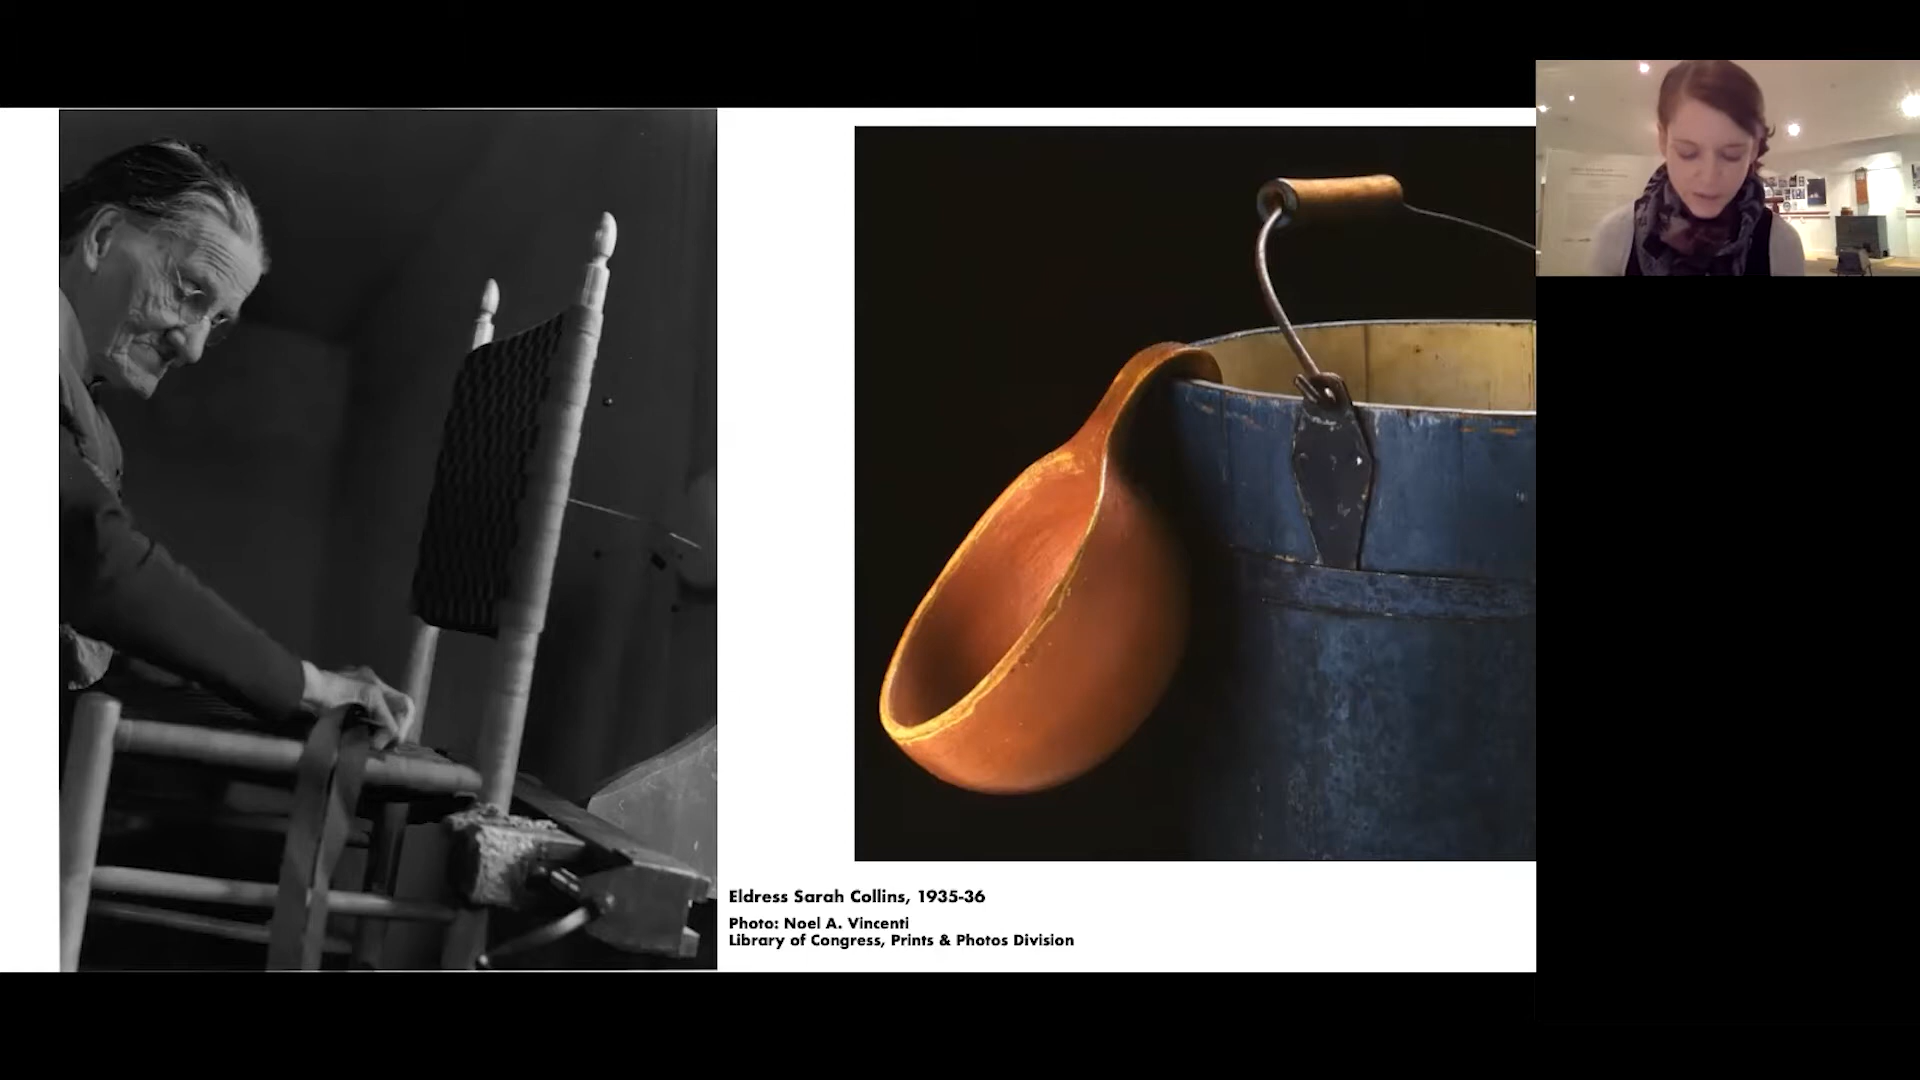 Eldress Sarah Collins, 1935-36
Photo: Noel A. Vincenti
Library of Congress, Prints & Photos Division